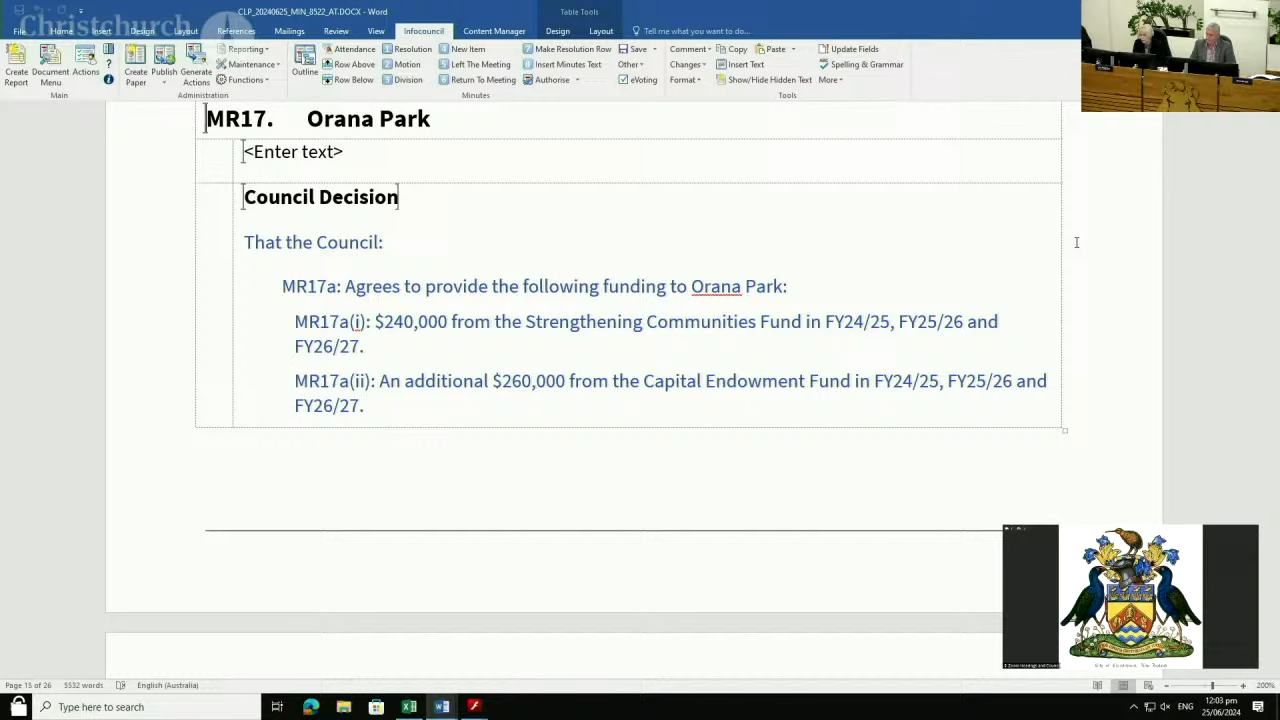 CLP_20240625_MIN_8522_AT.DOCX - Word
Table Tools
Christchurch
File Home Insert Design Layout References Mailings Review View Infocouncil Content Manager Design Layout Tell me what you want to do...
Create Report
Document Menu
Actions
Main
Create Paper
Publish
Generate Actions
Reporting
Maintenance
Functions
Administration
Outline
Attendance
Row Above
Row Below
Resolution
Motion
Division
New Item
Left The Meeting
Return To Meeting
Make Resolution Row
Insert Minutes Text
Authorise
Save
Other
eVoting
Minutes
Comment
Changes
Format
Copy
Insert Text
Show/Hide Hidden Text
Paste
Update Fields
Spelling & Grammar
More
Tools
MR17. Orana Park
<Enter text>
Council Decision
That the Council:
MR17a: Agrees to provide the following funding to Orana Park:
MR17a(i): $240,000 from the Strengthening Communities Fund in FY24/25, FY25/26 and
FY26/27.
MR17a(ii): An additional $260,000 from the Capital Endowment Fund in FY24/25, FY25/26 and
FY26/27.
Page 15 of 26 5532 words English (Australia) 200%
Type here to search
12:03 pm
25/06/2024